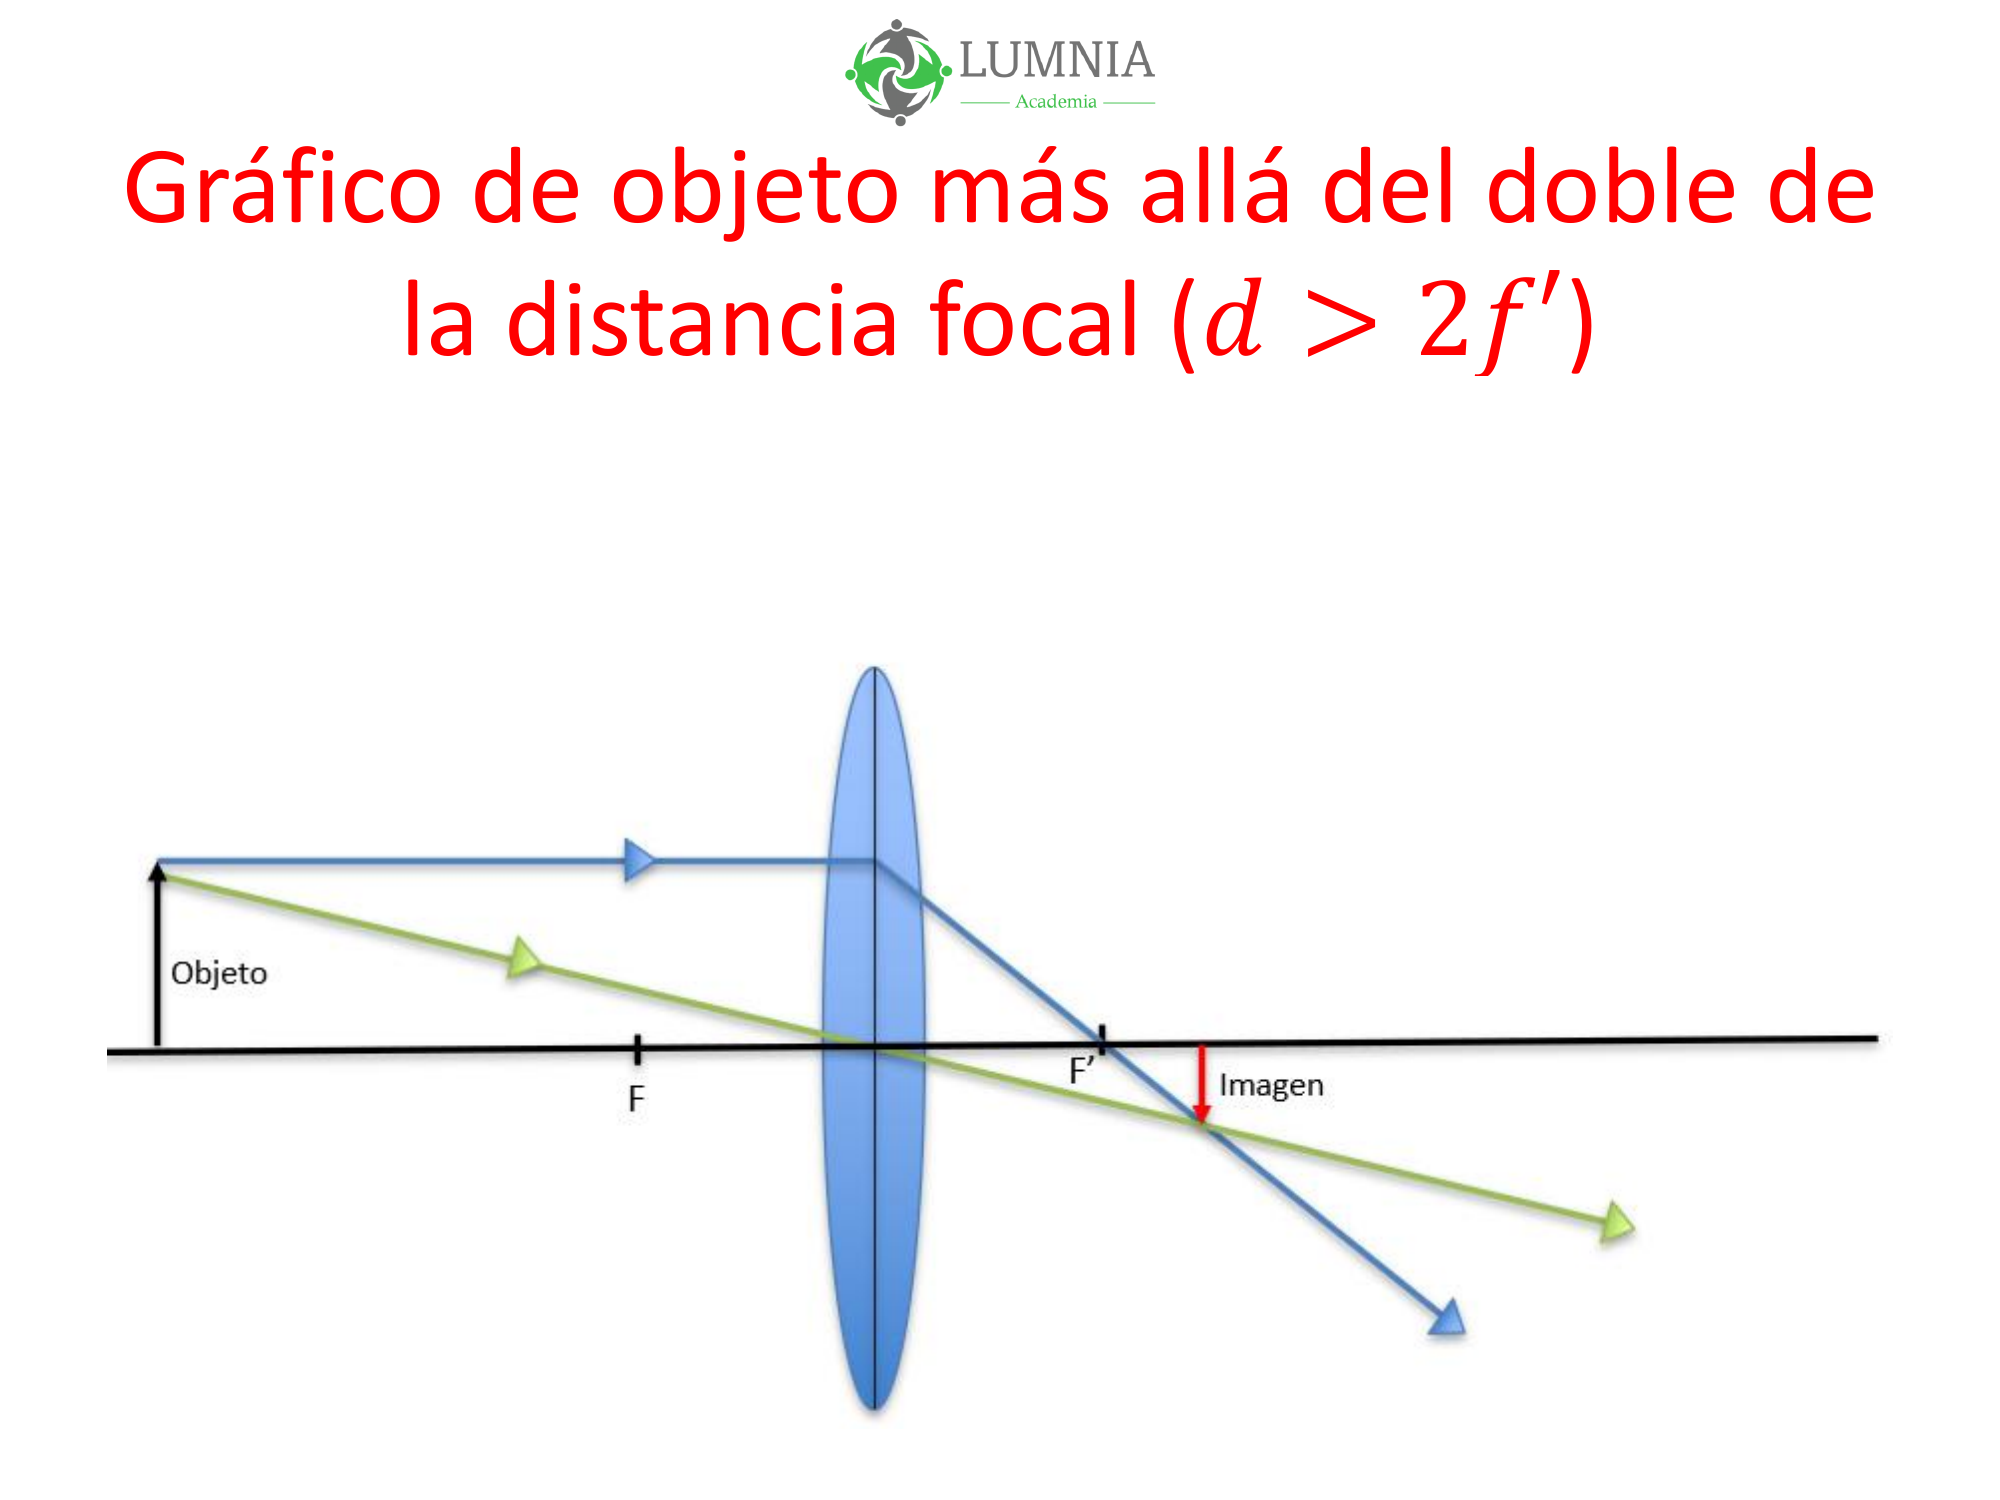 LUMNIA
Academia
Gráfico de objeto más allá del doble de
la distancia focal (d > 2f′)
Objeto
F
F’
Imagen